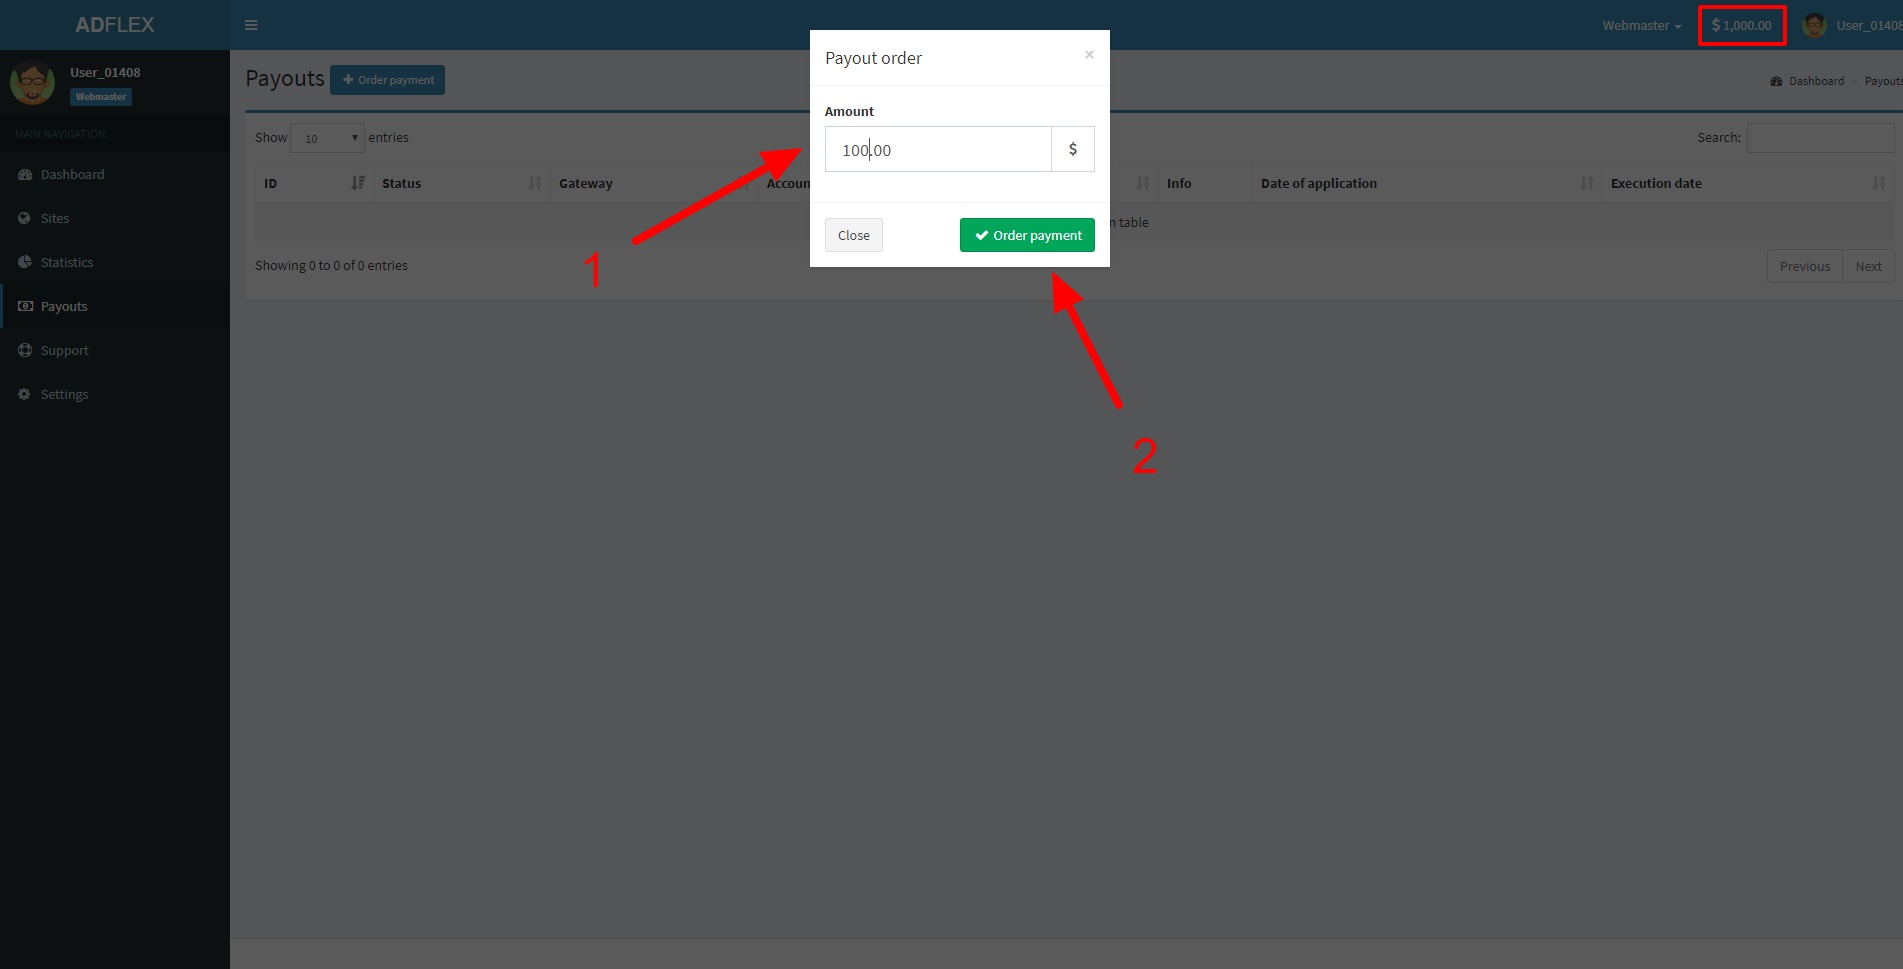 ADFLEX
Webmaster
$ 1,000.00
User_01408
User_01408
Webmaster
MAIN NAVIGATION
Dashboard
Sites
Statistics
Payouts
Support
Settings
Payouts
Order payment
Dashboard > Payouts
Show 10 entries
Search:
ID Status Gateway Accoun Info Date of application Execution date
n table
Showing 0 to 0 of 0 entries
Previous Next
Payout order
×
Amount
100.00 $
Close
Order payment
1
2